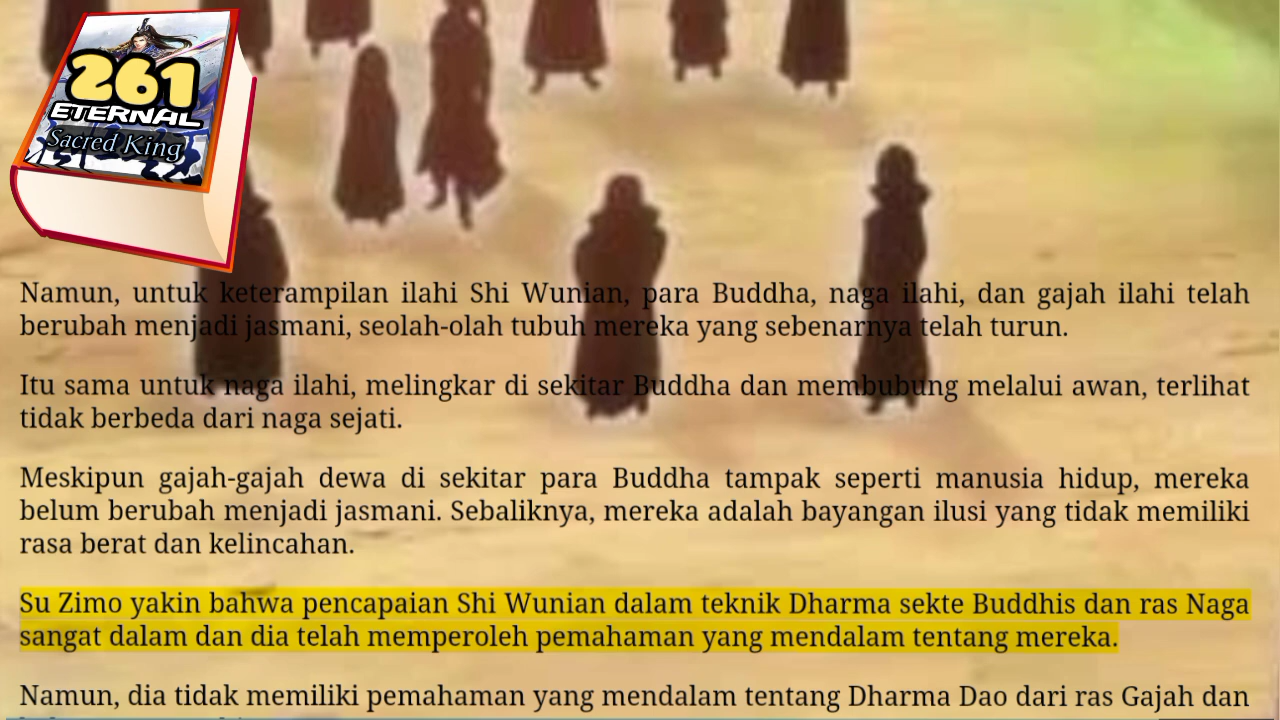 261
ETERNAL
Sacred King
Namun, untuk keterampilan ilahi Shi Wunian, para Buddha, naga ilahi, dan gajah ilahi telah
berubah menjadi jasmani, seolah-olah tubuh mereka yang sebenarnya telah turun.
Itu sama untuk naga ilahi, melingkar di sekitar Buddha dan membubung melalui awan, terlihat
tidak berbeda dari naga sejati.
Meskipun gajah-gajah dewa di sekitar para Buddha tampak seperti manusia hidup, mereka
belum berubah menjadi jasmani. Sebaliknya, mereka adalah bayangan ilusi yang tidak memiliki
rasa berat dan kelincahan.
Su Zimo yakin bahwa pencapaian Shi Wunian dalam teknik Dharma sekte Buddhis dan ras Naga
sangat dalam dan dia telah memperoleh pemahaman yang mendalam tentang mereka.
Namun, dia tidak memiliki pemahaman yang mendalam tentang Dharma Dao dari ras Gajah dan